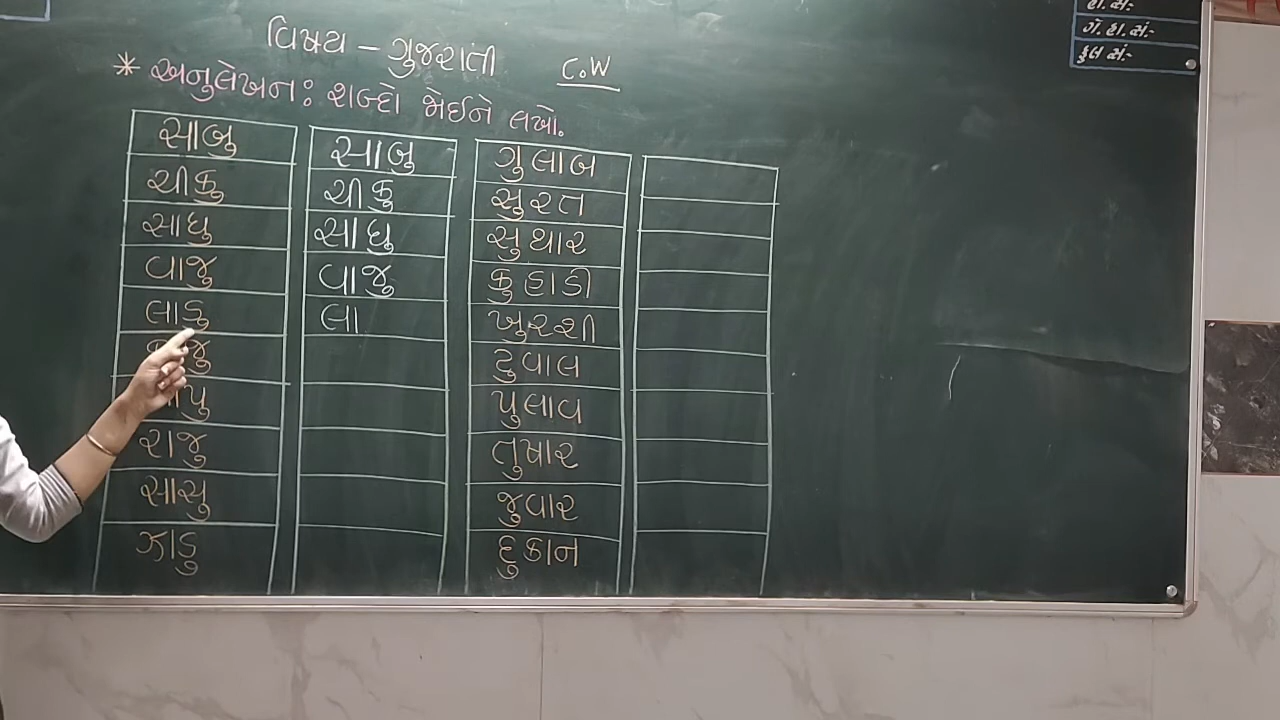 વિષય - ગુજરાતી
C.W
* અનુલેખન : શબ્દો જોઈને લખો.
સાબુ સાબુ ગુલાબ
ચીકુ ચીકુ સુરત
સાધુ સાધુ સુથાર
વાજુ વાજુ કુહાડી
લાડુ લા ખુરશી
ટુવાલ
પુલાવ
રાજુ તુષાર
સાસુ જુવાર
ઝાડુ દુકાન
હા. સં:-
ગે. હા. સં:-
કુલ સં:-